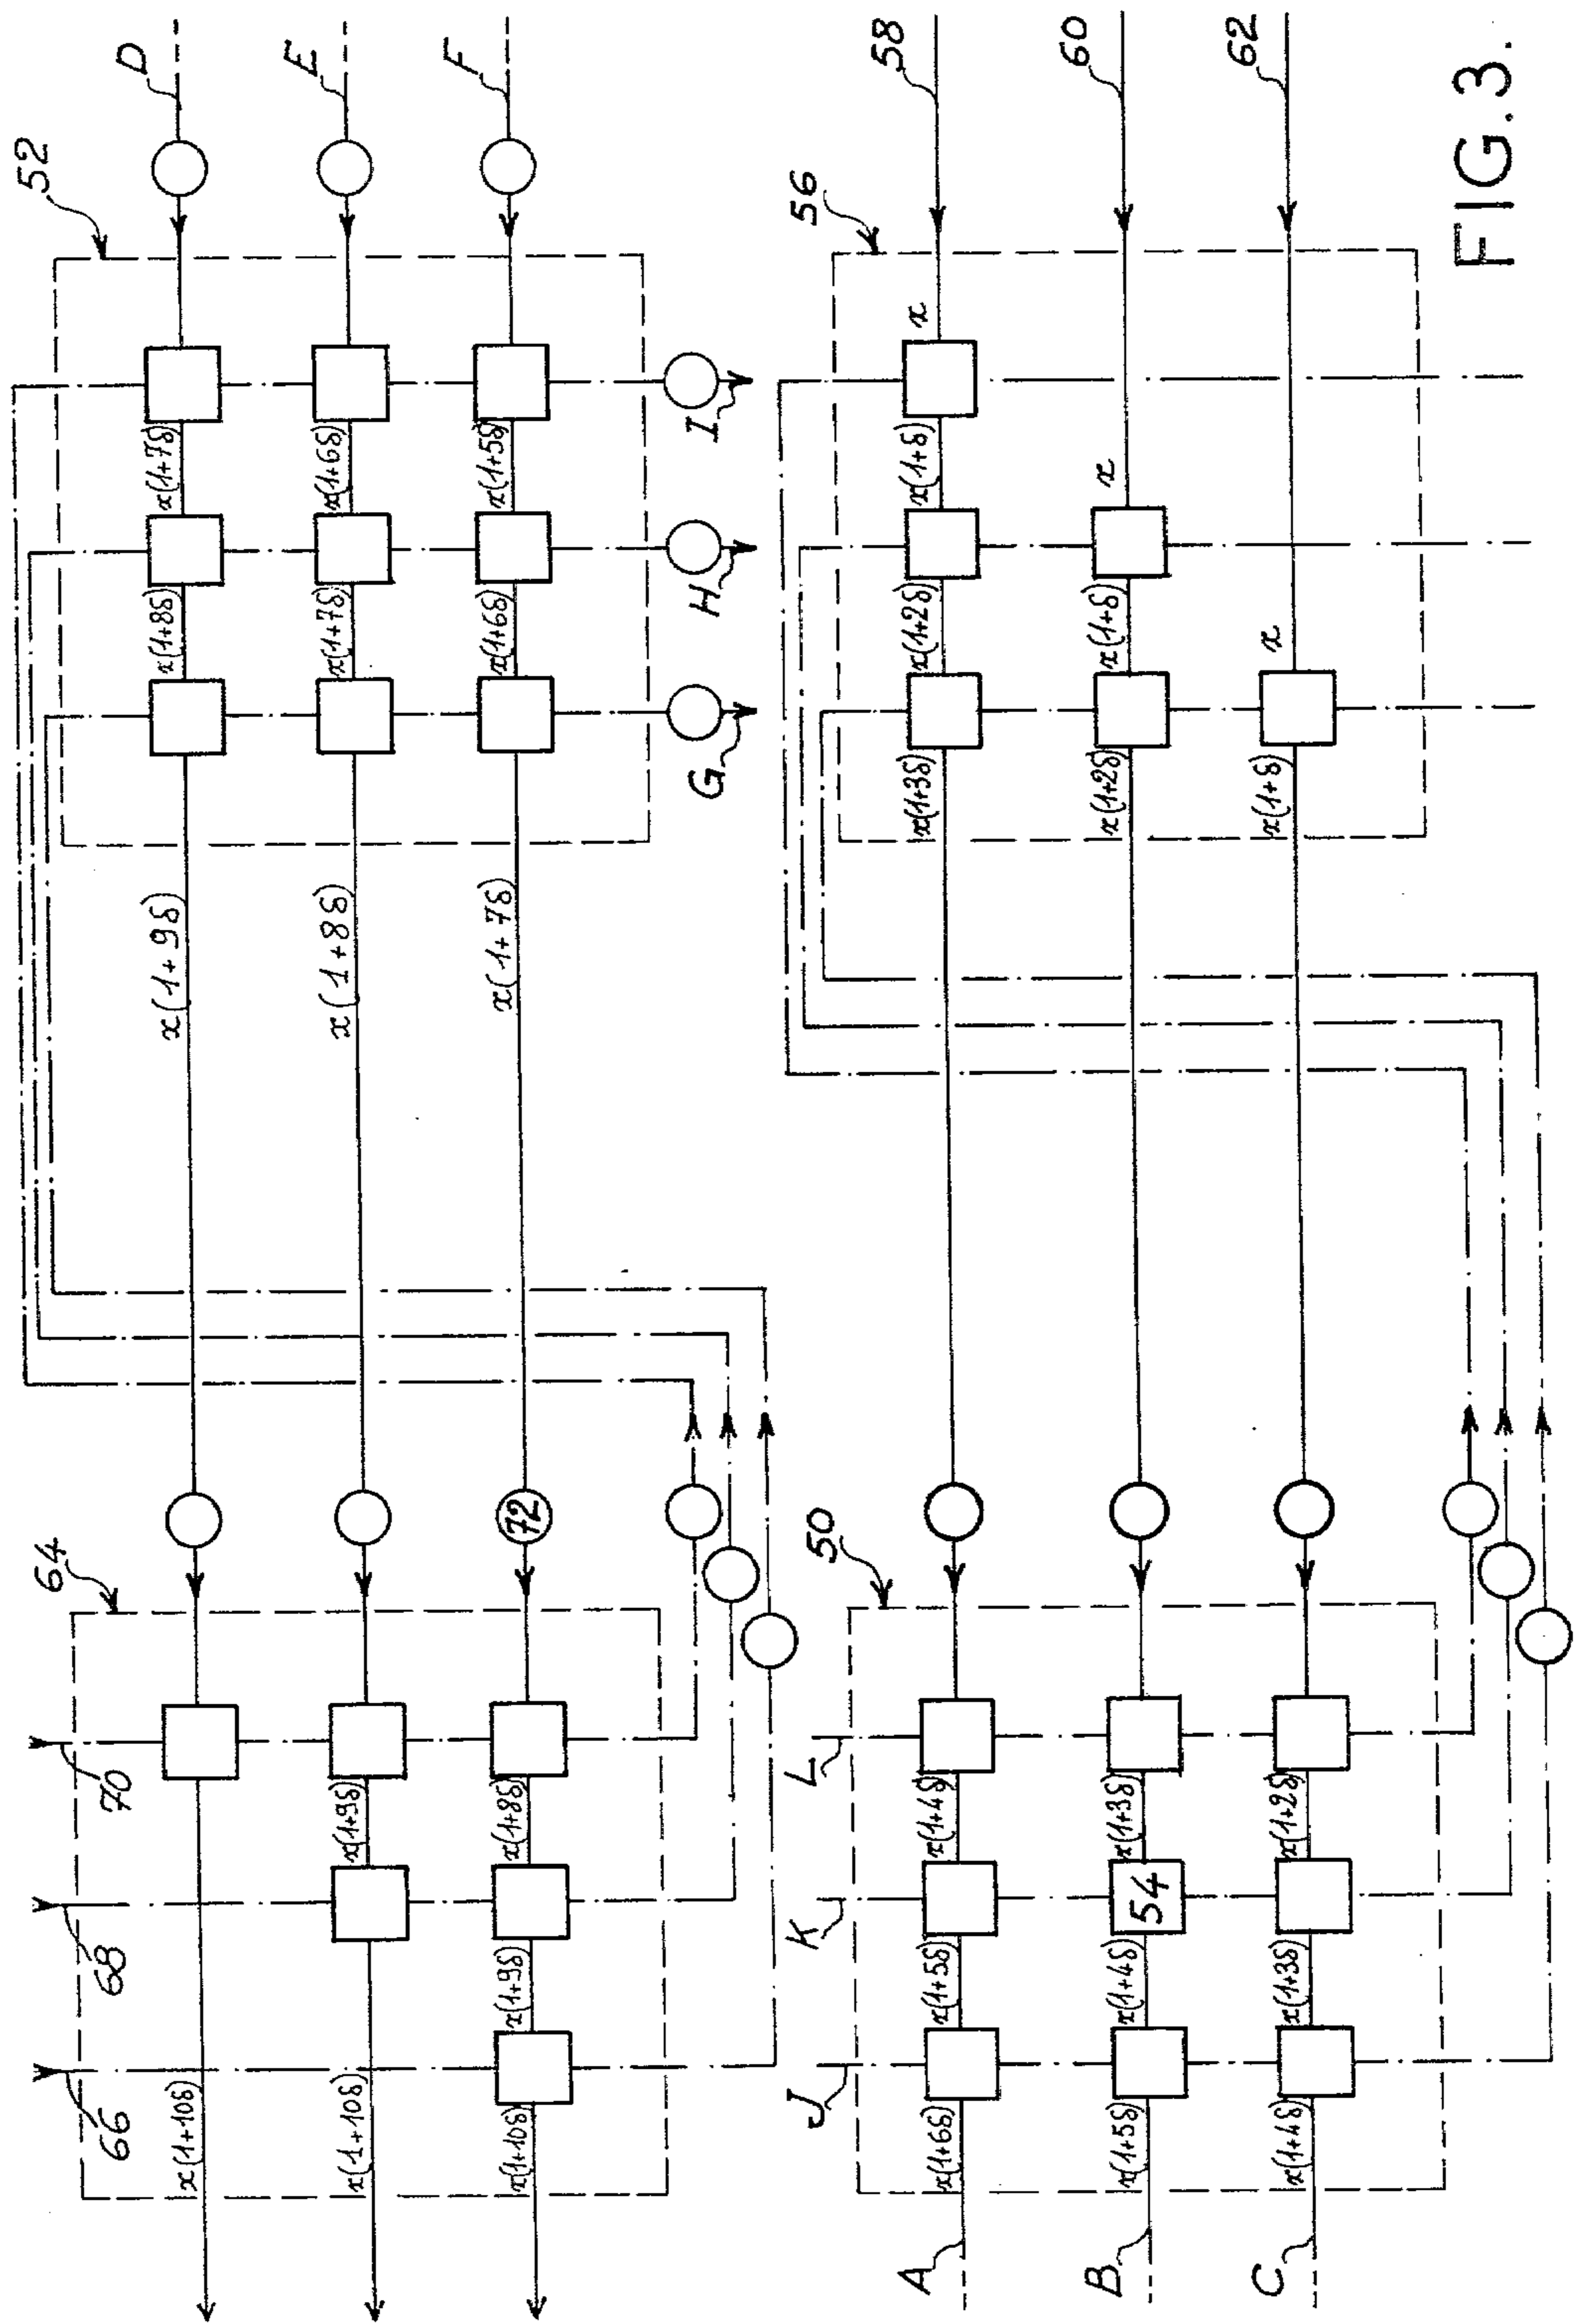 D
E
F
52
x(1+7δ)
x(1+6δ)
x(1+5δ)
x(1+8δ)
x(1+7δ)
x(1+6δ)
x(1+9δ)
x(1+8δ)
x(1+7δ)
I
H
G
72
64
70
68
66
x(1+9δ)
x(1+8δ)
x(1+9δ)
x(1+10δ)
x(1+10δ)
x(1+10δ)
58
60
62
56
x
x
x
x(1+δ)
x(1+2δ)
x(1+δ)
x(1+3δ)
x(1+2δ)
x(1+δ)
50
L
K
J
x(1+4δ)
x(1+3δ)
x(1+2δ)
54
x(1+5δ)
x(1+4δ)
x(1+3δ)
x(1+6δ)
x(1+5δ)
x(1+4δ)
A
B
C
FIG.3.